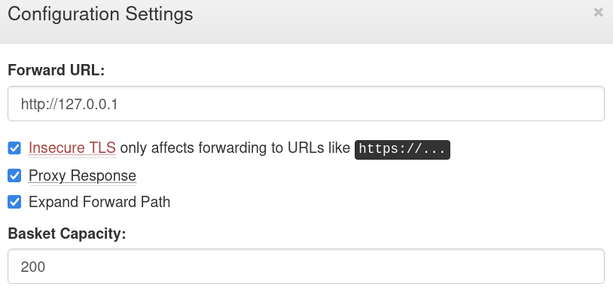 Configuration Settings ×
Forward URL:
http://127.0.0.1
Insecure TLS only affects forwarding to URLs like https://...
Proxy Response
Expand Forward Path
Basket Capacity:
200